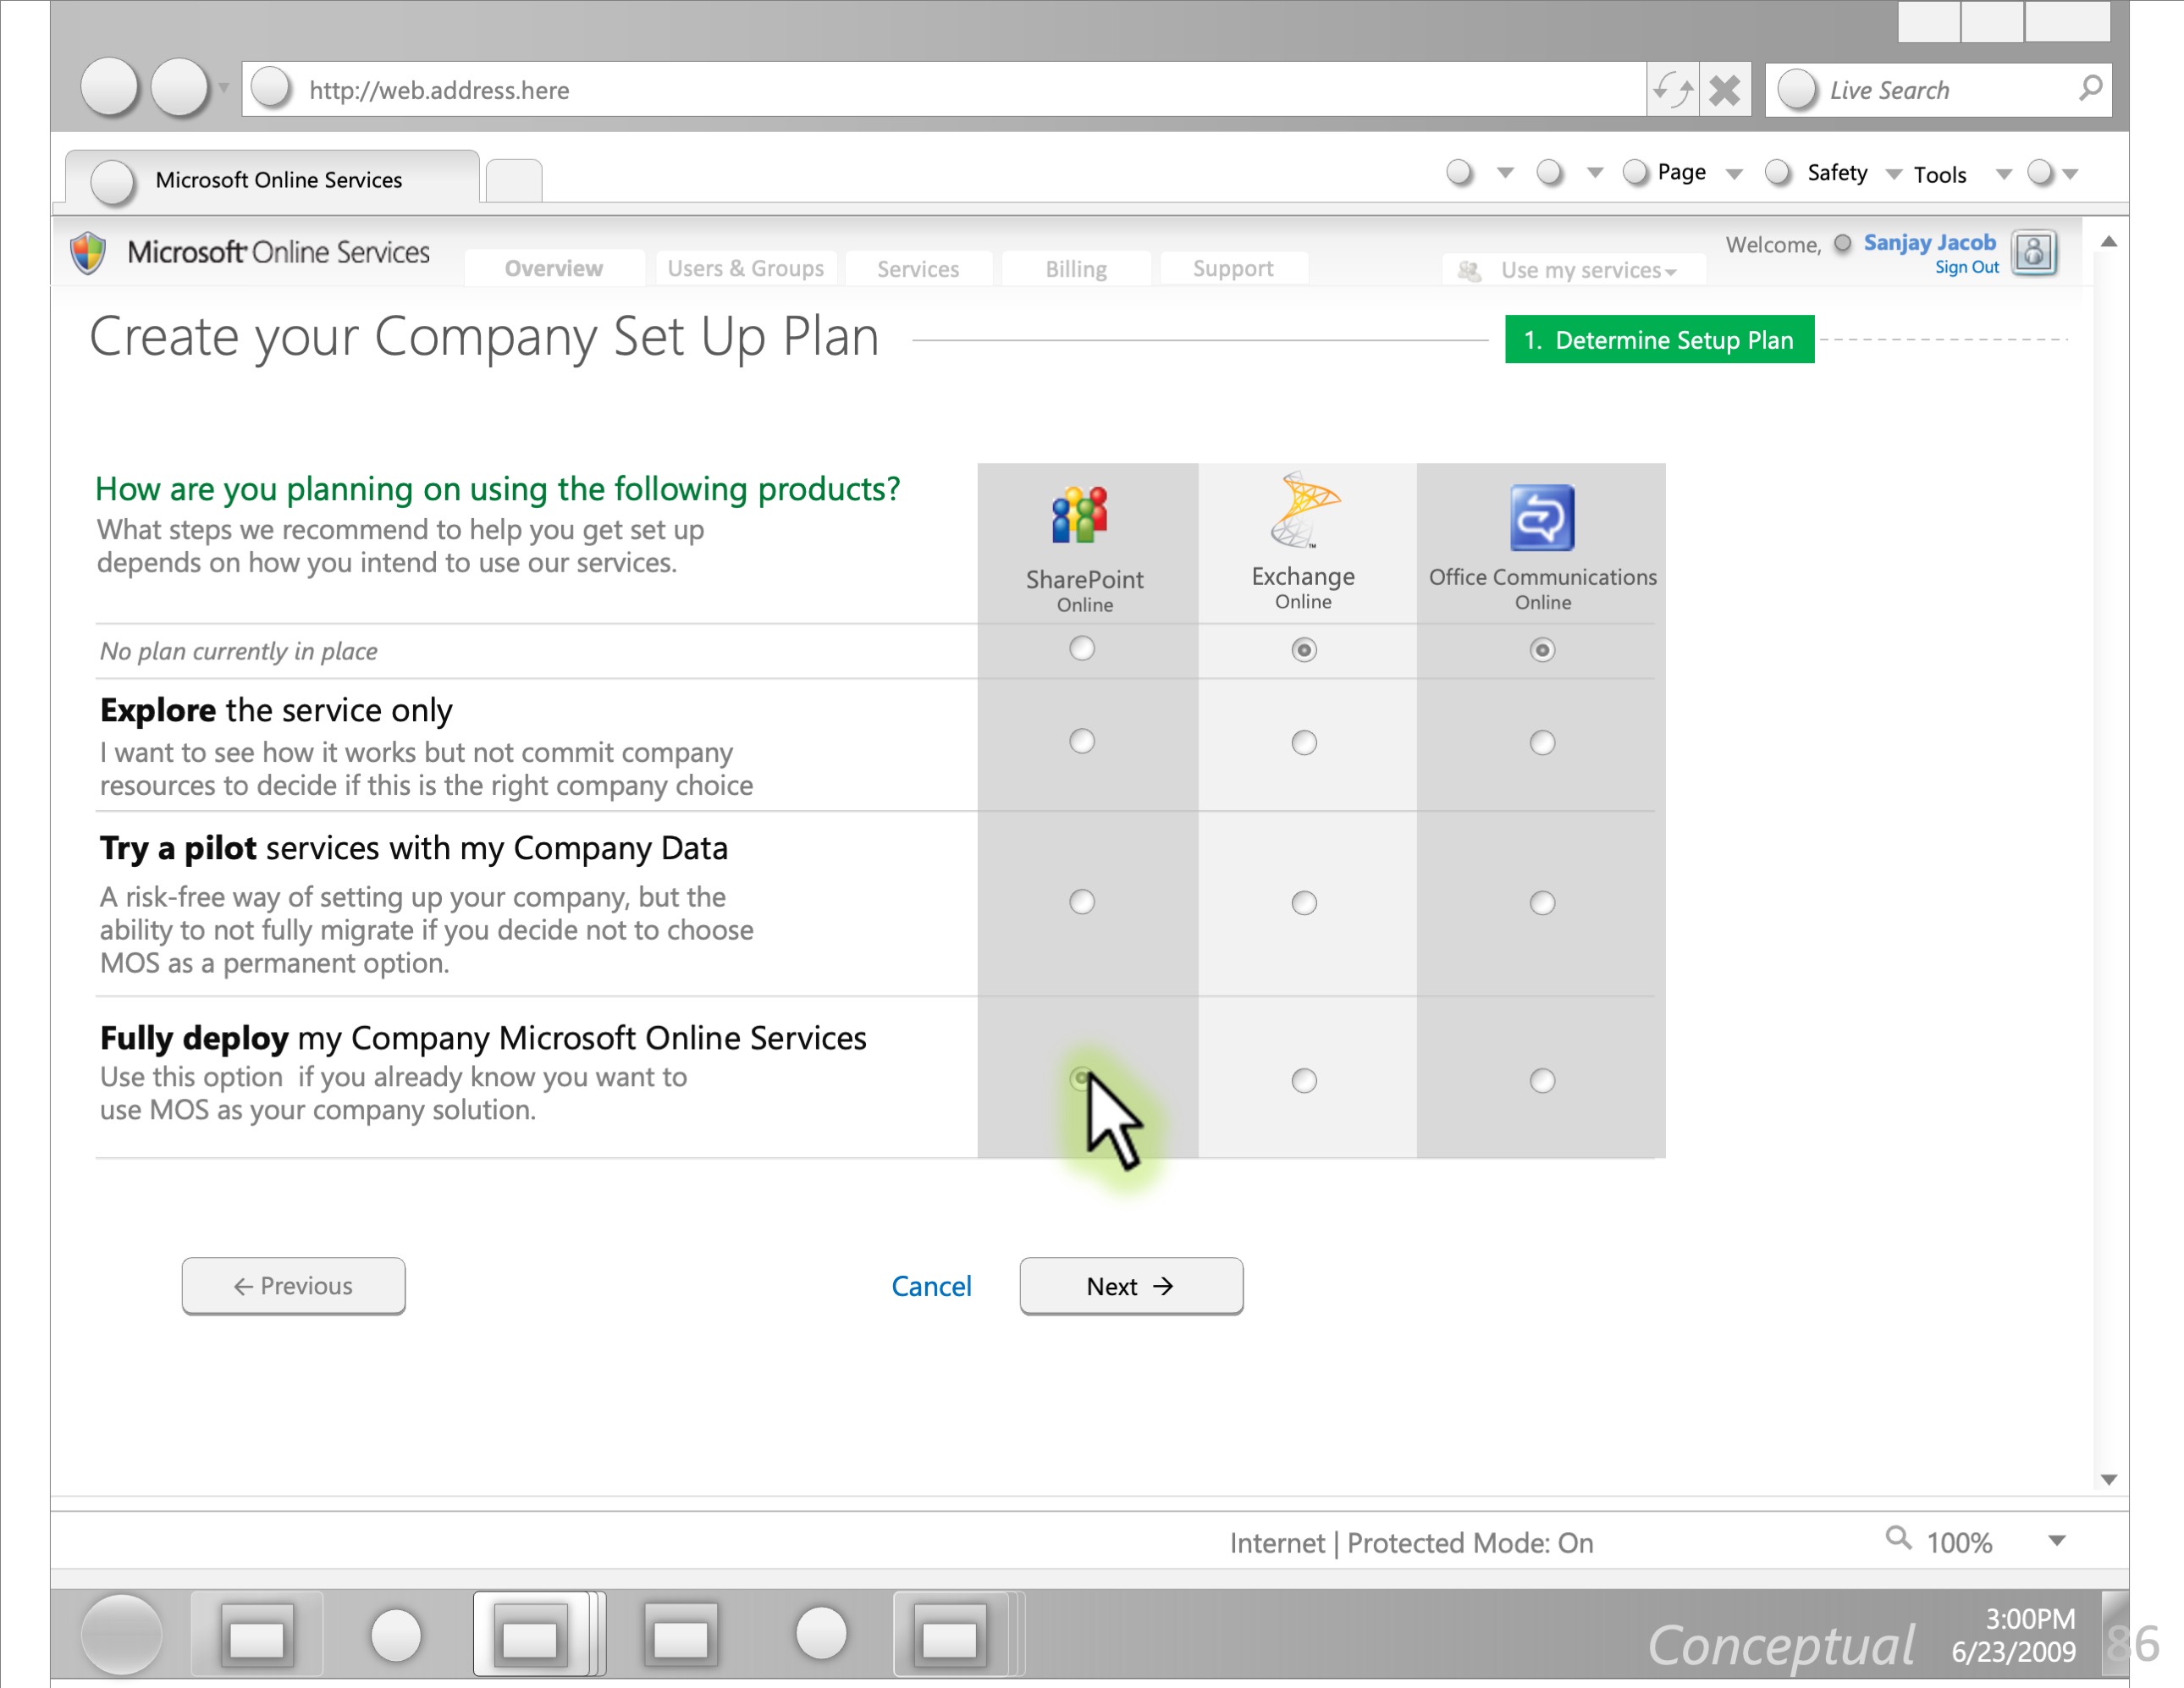 http://web.address.here
Live Search
Microsoft Online Services
Page
Safety
Tools
Microsoft Online Services
Overview
Users & Groups
Services
Billing
Support
Use my services
Welcome, Sanjay Jacob
Sign Out
Create your Company Set Up Plan
1. Determine Setup Plan
How are you planning on using the following products?
What steps we recommend to help you get set up
depends on how you intend to use our services.
SharePoint
Online
Exchange
Online
Office Communications
Online
No plan currently in place
Explore the service only
I want to see how it works but not commit company
resources to decide if this is the right company choice
Try a pilot services with my Company Data
A risk-free way of setting up your company, but the
ability to not fully migrate if you decide not to choose
MOS as a permanent option.
Fully deploy my Company Microsoft Online Services
Use this option if you already know you want to
use MOS as your company solution.
← Previous
Cancel
Next →
Internet | Protected Mode: On
100%
Conceptual
3:00PM
6/23/2009
86